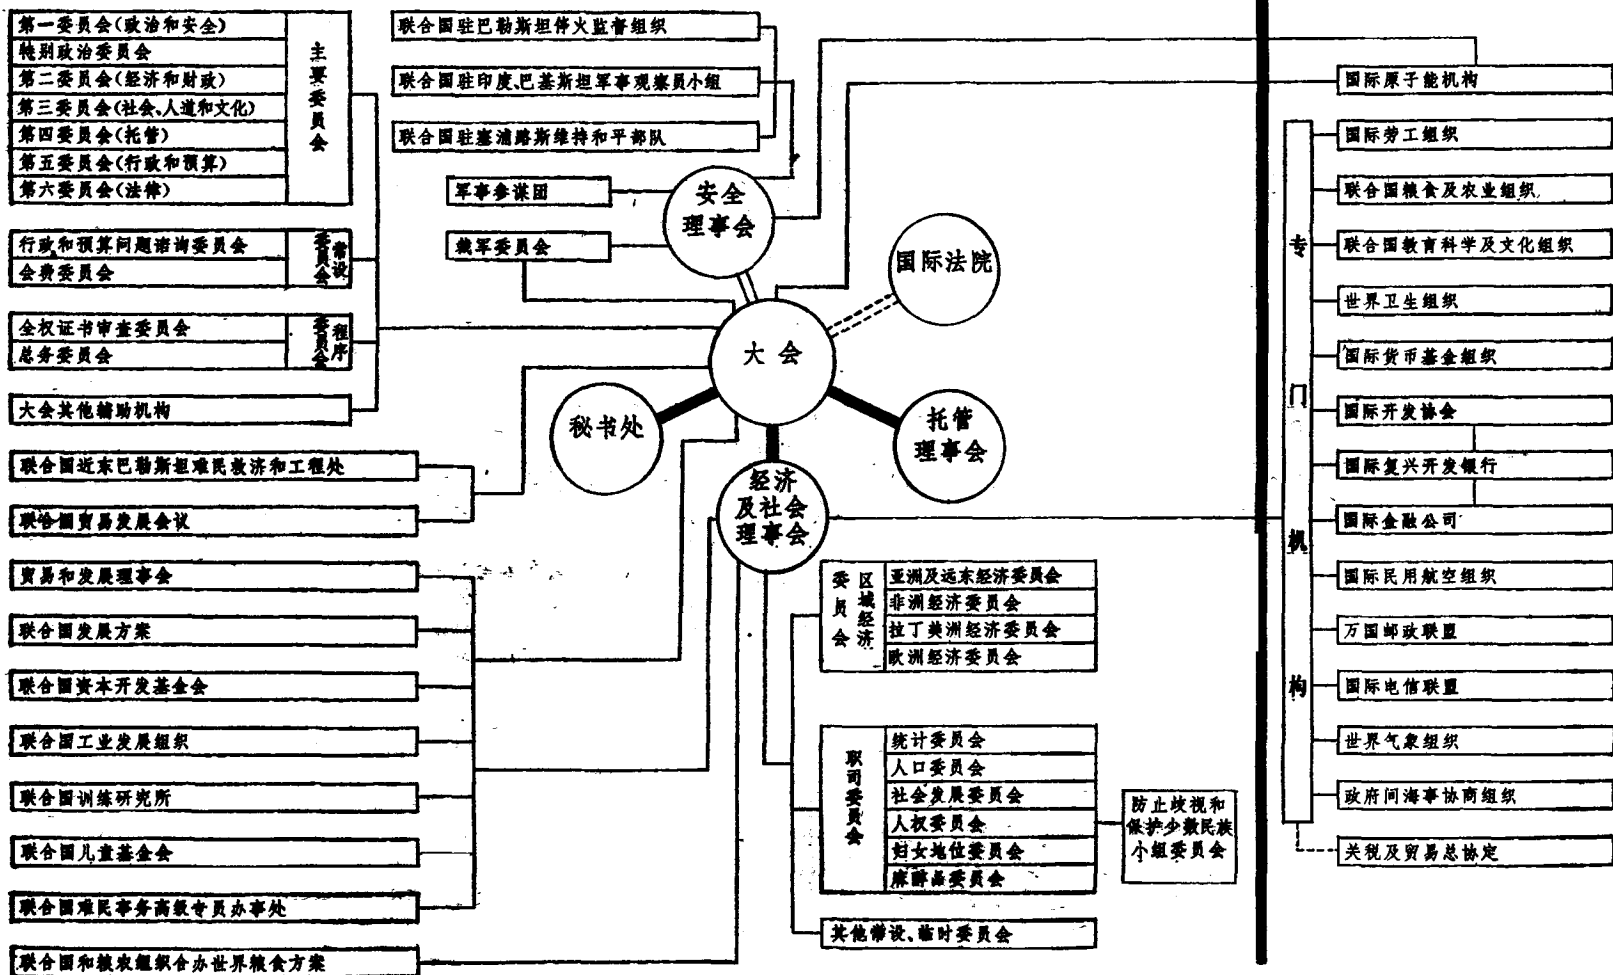 第一委员会(政治和安全)
特别政治委员会
第二委员会(经济和财政)
第三委员会(社会、人道和文化)
第四委员会(托管)
第五委员会(行政和预算)
第六委员会(法律)
主要委员会
行政和预算问题谘询委员会
会费委员会
常设委员会
全权证书审查委员会
总务委员会
程序委员会
大会其他辅助机构
联合国近东巴勒斯坦难民救济和工程处
联合国贸易发展会议
贸易和发展理事会
联合国发展方案
联合国资本开发基金会
联合国工业发展组织
联合国训练研究所
联合国儿童基金会
联合国难民事务高级专员办事处
联合国和粮农组织合办世界粮食方案
联合国驻巴勒斯坦停火监督组织
联合国驻印度、巴基斯坦军事观察员小组
联合国驻塞浦路斯维持和平部队
军事参谋团
裁军委员会
安全
理事会
国际法院
大会
秘书处
托管
理事会
经济
及社会
理事会
区域经济
委员会
亚洲及远东经济委员会
非洲经济委员会
拉丁美洲经济委员会
欧洲经济委员会
职司委员会
统计委员会
人口委员会
社会发展委员会
人权委员会
妇女地位委员会
麻醉品委员会
防止歧视和
保护少数民族
小组委员会
其他常设、临时委员会
专门机构
国际原子能机构
国际劳工组织
联合国粮食及农业组织
联合国教育科学及文化组织
世界卫生组织
国际货币基金组织
国际开发协会
国际复兴开发银行
国际金融公司
国际民用航空组织
万国邮政联盟
国际电信联盟
世界气象组织
政府间海事协商组织
关税及贸易总协定